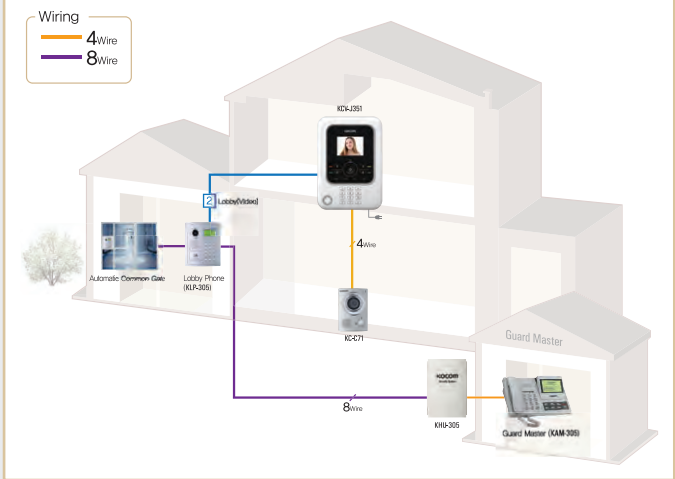 Wiring
4Wire
8Wire
KCV-J351
2 Lobby(Video)
4Wire
Automatic Common Gate
Lobby Phone
(KLP-305)
KC-C71
Guard Master
KOCOM
8Wire
KHU-305
Guard Master (KAM-305)